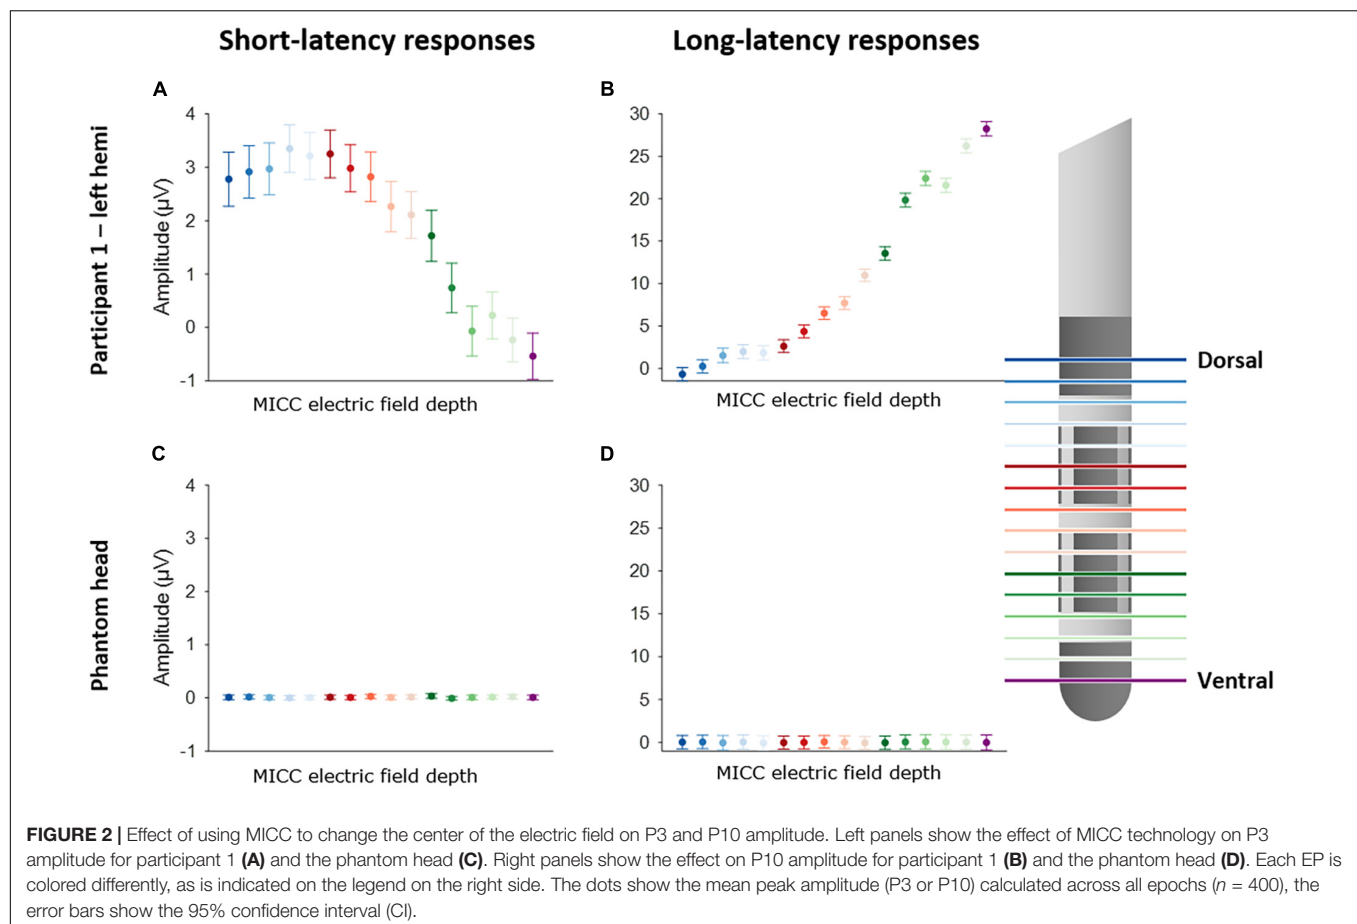 Short-latency responses
Long-latency responses
A
B
Participant 1 – left hemi
Amplitude (µV)
4
3
2
1
0
-1
MICC electric field depth
30
25
20
15
10
5
0
MICC electric field depth
Dorsal
Ventral
C
D
Phantom head
Amplitude (µV)
4
3
2
1
0
-1
MICC electric field depth
30
25
20
15
10
5
0
MICC electric field depth
FIGURE 2 | Effect of using MICC to change the center of the electric field on P3 and P10 amplitude. Left panels show the effect of MICC technology on P3
amplitude for participant 1 (A) and the phantom head (C). Right panels show the effect on P10 amplitude for participant 1 (B) and the phantom head (D). Each EP is
colored differently, as is indicated on the legend on the right side. The dots show the mean peak amplitude (P3 or P10) calculated across all epochs (n = 400), the
error bars show the 95% confidence interval (CI).